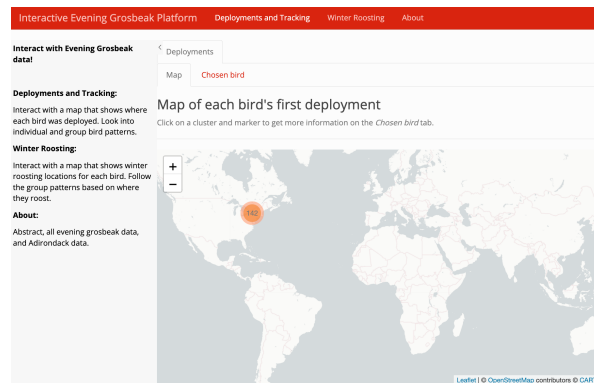 Interactive Evening Grosbeak Platform
Deployments and Tracking
Winter Roosting
About
Interact with Evening Grosbeak
data!
Deployments and Tracking:
Interact with a map that shows where
each bird was deployed. Look into
individual and group bird patterns.
Winter Roosting:
Interact with a map that shows winter
roosting locations for each bird. Follow
the group patterns based on where
they roost.
About:
Abstract, all evening grosbeak data,
and Adirondack data.
Deployments
Map
Chosen bird
Map of each bird's first deployment
Click on a cluster and marker to get more information on the Chosen bird tab.
+
−
142
Leaflet | © OpenStreetMap contributors © CAR